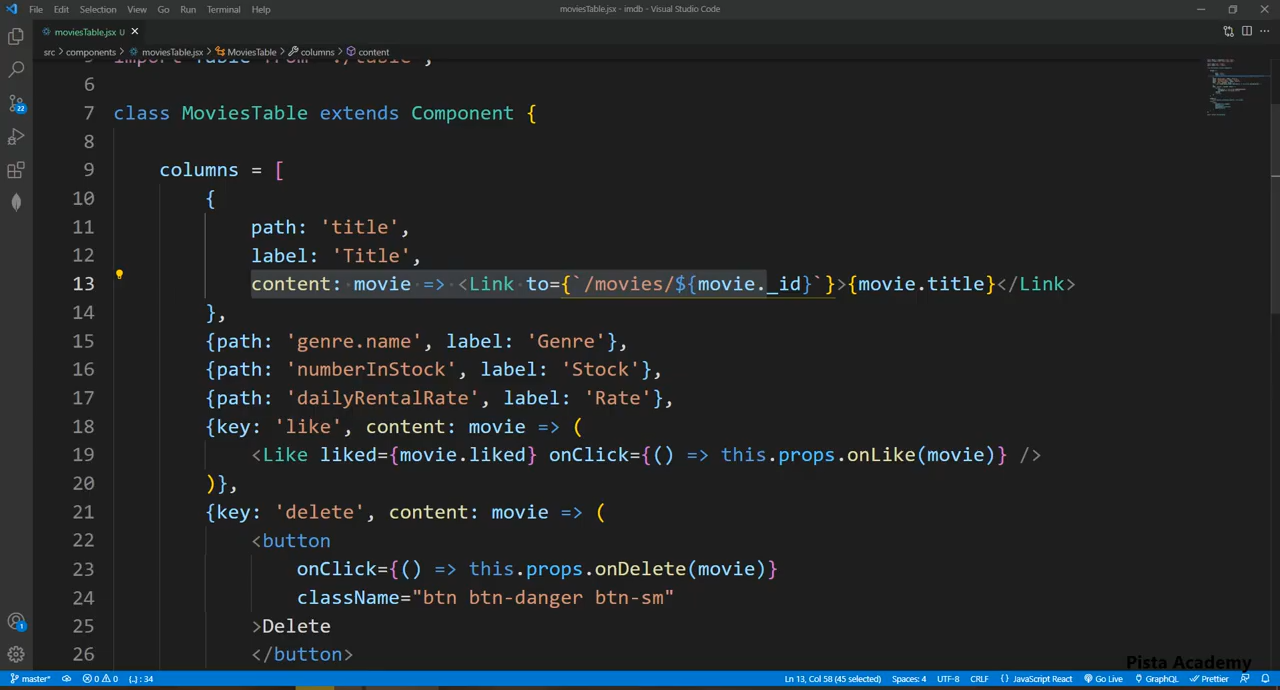 File Edit Selection View Go Run Terminal Help
moviesTable.jsx - imdb - Visual Studio Code
moviesTable.jsx U
src > components > moviesTable.jsx > MoviesTable > columns > content
6
7 class MoviesTable extends Component {
8
9 columns = [
10 {
11 path: 'title',
12 label: 'Title',
13 content: movie => <Link to={`/movies/${movie._id}`}>{movie.title}</Link>
14 },
15 {path: 'genre.name', label: 'Genre'},
16 {path: 'numberInStock', label: 'Stock'},
17 {path: 'dailyRentalRate', label: 'Rate'},
18 {key: 'like', content: movie => (
19 <Like liked={movie.liked} onClick={() => this.props.onLike(movie)} />
20 )},
21 {key: 'delete', content: movie => (
22 <button
23 onClick={() => this.props.onDelete(movie)}
24 className="btn btn-danger btn-sm"
25 >Delete
26 </button>
22
1
Pista Academy
master* 0 0 {..} : 34 Ln 13, Col 58 (45 selected) Spaces: 4 UTF-8 CRLF JavaScript React Go Live GraphQL Prettier